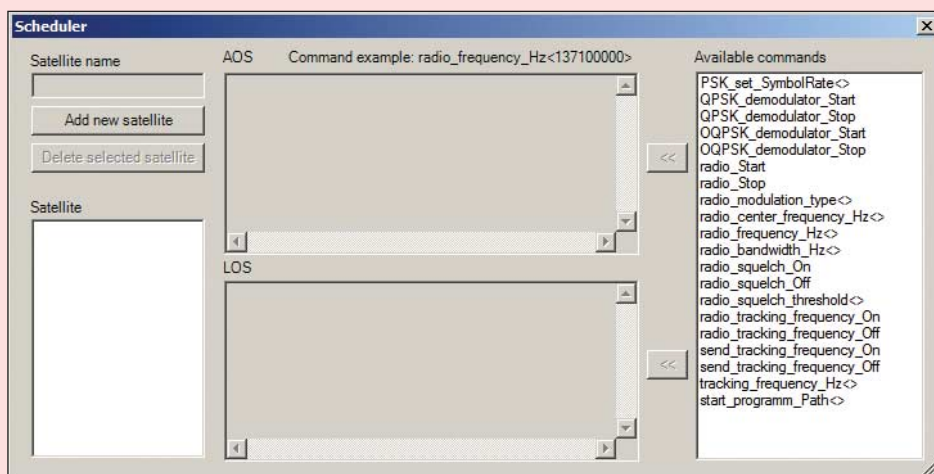 Scheduler
Satellite name
Add new satellite
Delete selected satellite
Satellite
AOS
Command example: radio_frequency_Hz<137100000>
<<
LOS
<<
Available commands
PSK_set_SymbolRate<>
QPSK_demodulator_Start
QPSK_demodulator_Stop
OQPSK_demodulator_Start
OQPSK_demodulator_Stop
radio_Start
radio_Stop
radio_modulation_type<>
radio_center_frequency_Hz<>
radio_frequency_Hz<>
radio_bandwidth_Hz<>
radio_squelch_On
radio_squelch_Off
radio_squelch_threshold<>
radio_tracking_frequency_On
radio_tracking_frequency_Off
send_tracking_frequency_On
send_tracking_frequency_Off
tracking_frequency_Hz<>
start_programm_Path<>